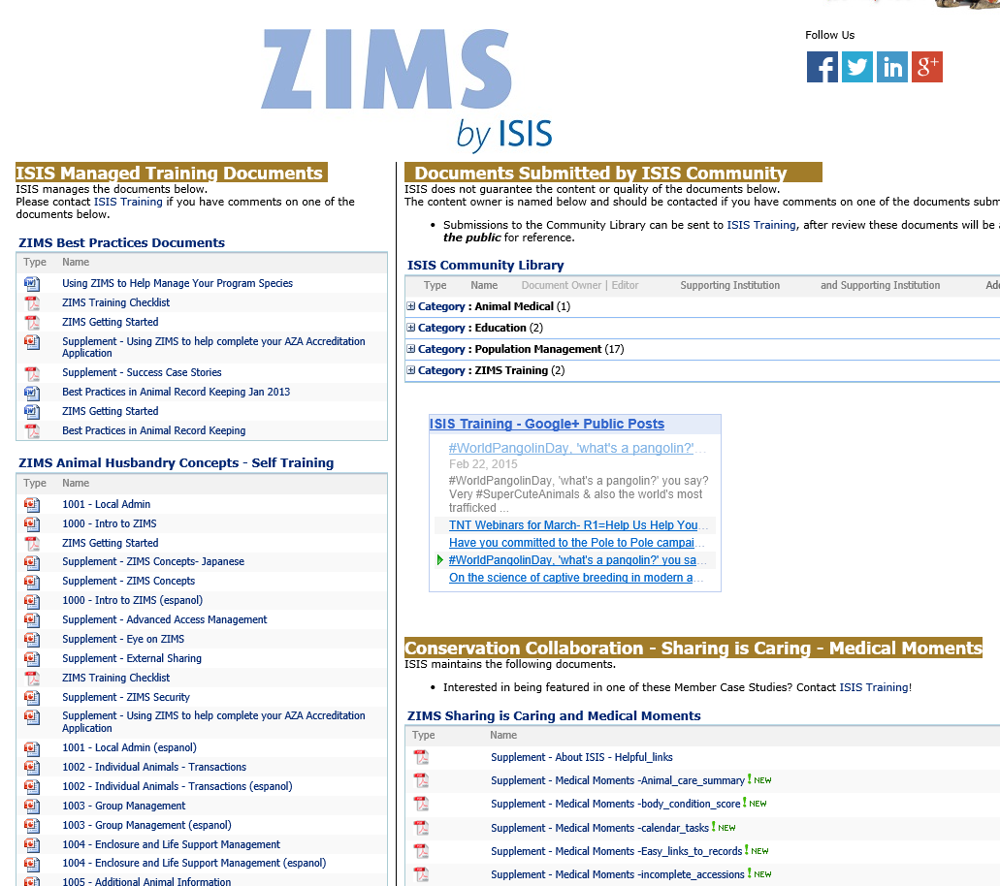 ZIMS
by ISIS
Follow Us
ISIS Managed Training Documents
ISIS manages the documents below.
Please contact ISIS Training if you have comments on one of the
documents below.
ZIMS Best Practices Documents
Type Name
Using ZIMS to Help Manage Your Program Species
ZIMS Training Checklist
ZIMS Getting Started
Supplement - Using ZIMS to help complete your AZA Accreditation
Application
Supplement - Success Case Stories
Best Practices in Animal Record Keeping Jan 2013
ZIMS Getting Started
Best Practices in Animal Record Keeping
ZIMS Animal Husbandry Concepts - Self Training
Type Name
1001 - Local Admin
1000 - Intro to ZIMS
ZIMS Getting Started
Supplement - ZIMS Concepts- Japanese
Supplement - ZIMS Concepts
1000 - Intro to ZIMS (espanol)
Supplement - Advanced Access Management
Supplement - Eye on ZIMS
Supplement - External Sharing
ZIMS Training Checklist
Supplement - ZIMS Security
Supplement - Using ZIMS to help complete your AZA Accreditation
Application
1001 - Local Admin (espanol)
1002 - Individual Animals - Transactions
1002 - Individual Animals - Transactions (espanol)
1003 - Group Management
1003 - Group Management (espanol)
1004 - Enclosure and Life Support Management
1004 - Enclosure and Life Support Management (espanol)
1005 - Additional Animal Information
Documents Submitted by ISIS Community
ISIS does not guarantee the content or quality of the documents below.
The content owner is named below and should be contacted if you have comments on one of the documents subm
• Submissions to the Community Library can be sent to ISIS Training, after review these documents will be a
the public for reference.
ISIS Community Library
Type Name Document Owner | Editor Supporting Institution and Supporting Institution Add
Category : Animal Medical (1)
Category : Education (2)
Category : Population Management (17)
Category : ZIMS Training (2)
ISIS Training - Google+ Public Posts
#WorldPangolinDay, 'what's a pangolin?'...
Feb 22, 2015
#WorldPangolinDay, 'what's a pangolin?' you say?
Very #SuperCuteAnimals & also the world's most
trafficked ...
TNT Webinars for March- R1=Help Us Help You...
Have you committed to the Pole to Pole campai...
#WorldPangolinDay, 'what's a pangolin?' you sa...
On the science of captive breeding in modern a...
Conservation Collaboration - Sharing is Caring - Medical Moments
ISIS maintains the following documents.
• Interested in being featured in one of these Member Case Studies? Contact ISIS Training!
ZIMS Sharing is Caring and Medical Moments
Type Name
Supplement - About ISIS - Helpful_links
Supplement - Medical Moments -Animal_care_summary ! NEW
Supplement - Medical Moments -body_condition_score ! NEW
Supplement - Medical Moments -calendar_tasks ! NEW
Supplement - Medical Moments -Easy_links_to_records ! NEW
Supplement - Medical Moments -incomplete_accessions ! NEW